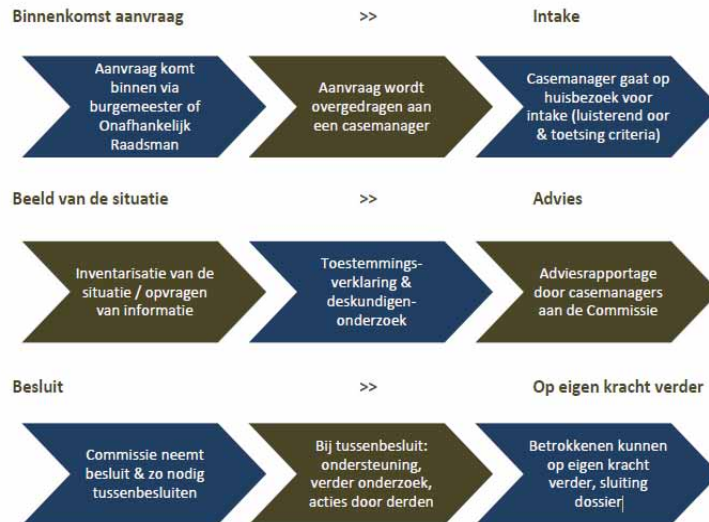 Binnenkomst aanvraag >> Intake
Aanvraag komt
binnen via
burgemeester of
Onafhankelijk
Raadsman
Aanvraag wordt
overgedragen aan
een casemanager
Casemanager gaat op
huisbezoek voor
intake (luisterend oor
& toetsing criteria)
Beeld van de situatie >> Advies
Inventarisatie van de
situatie / opvragen
van informatie
Toestemmings-
verklaring &
deskundigen-
onderzoek
Adviesrapportage
door casemanagers
aan de Commissie
Besluit >> Op eigen kracht verder
Commissie neemt
besluit & zo nodig
tussenbesluiten
Bij tussenbesluit:
ondersteuning,
verder onderzoek,
acties door derden
Betrokkenen kunnen
op eigen kracht
verder, sluiting
dossier